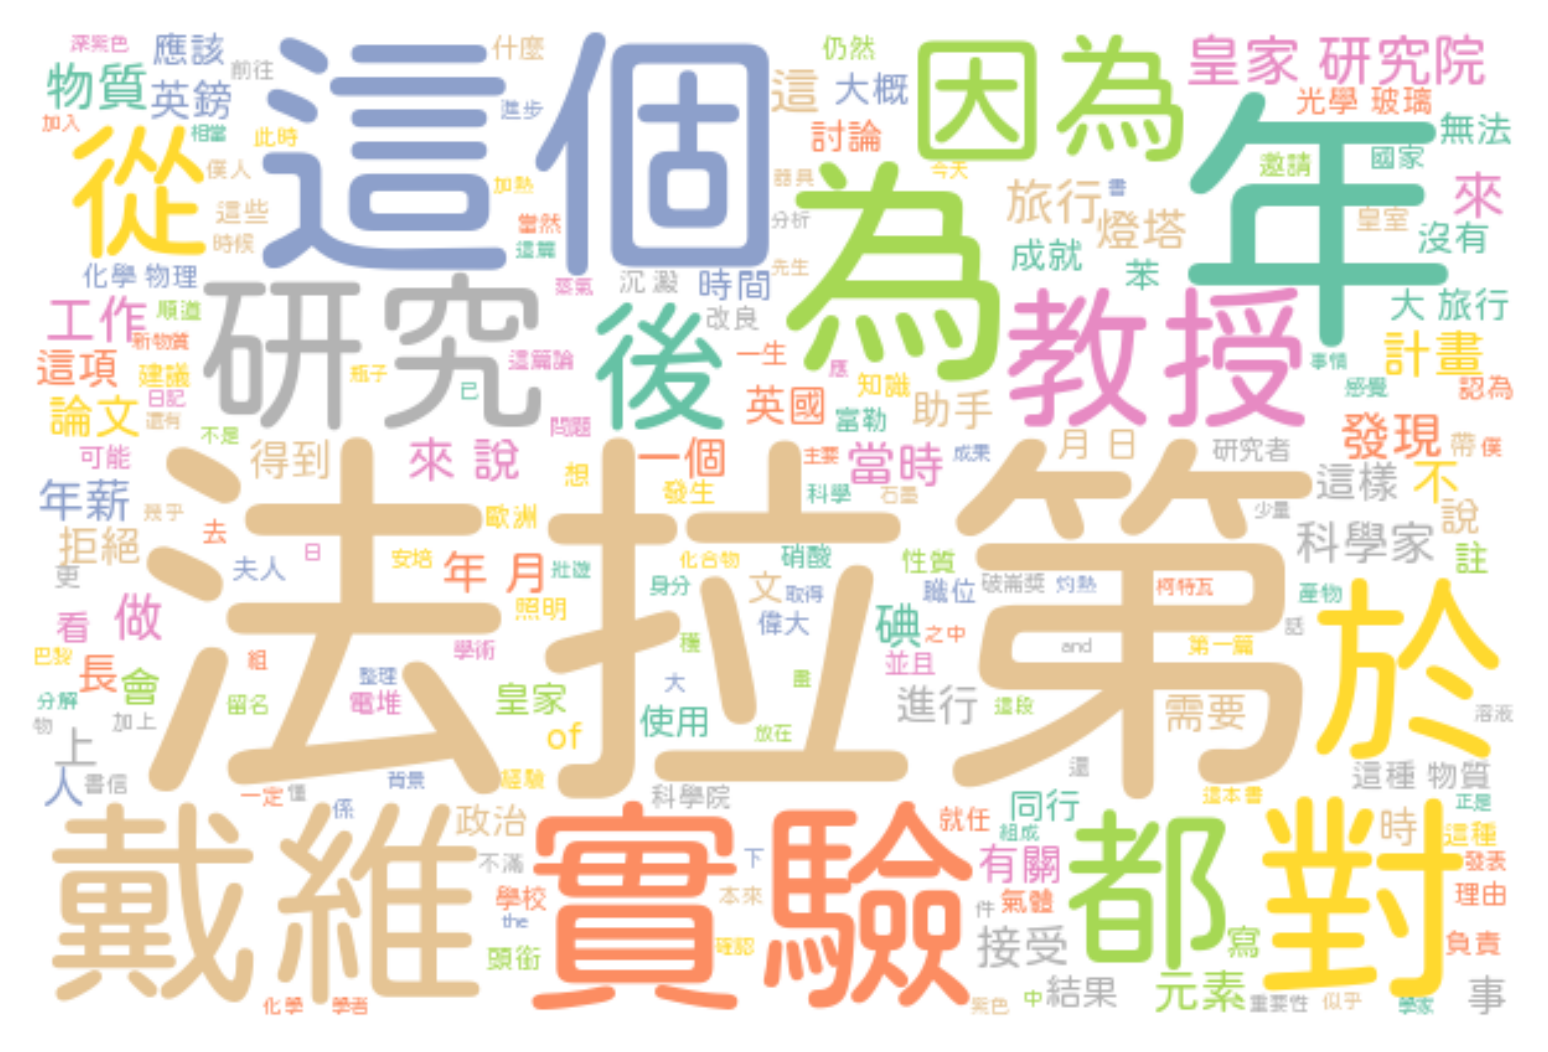 深紫色 應該 什麼 仍然 皇家 研究院
物質 英鎊 前往 這個 進步 這 大概 因為 光學 玻璃
加入 從 相當 此時 討論 年 無法
僕人 加熱 器具 為 今天 旅行 書 邀請 國家 來
這些 時候 當然 這篇 分析 燈塔 皇室 沒有
化學 物理 蒸氣 沉 澱 時間 先生 成就 笨
工作 順道 研究 後 改良 教授 大 旅行
新物質 這項 建議 瓶子 這篇論 一生 應 知識 事情 計畫
論文 日記 還有 已 英國 富勒 助手 感覺 認為
不是 問題 發現 帶 僕
可能 得到 來 說 一個 主要 當時 成果 月 日 研究者
年薪 幾乎 法拉第 想 發生 科學 石墨 少量 這樣 不 說
拒絕 去 歐洲 科學家
更 夫人 日 安培 年 月 壯遊 化合物 硝酸 性質 註
看 做 照明 身分 文 取得 職位 破崙獎 灼熱 柯特瓦 產物 於
偉大 碘 之中 話
巴黎 組 學術 種 並且 and 第一篇
長 會 整理 大 畫
分解 留名 電堆 皇家 使用 進行 這段 需要 溶液
物 加上 上 of 放在
人 書信 背景 經驗 還 這種 物質
一定 懂 係 科學院 這本書 正是
戴維 政治 實驗 就任 同行 組成 都 對 時 這種
不滿 下 有關 發表
學校 本來 件 氣體 理由
the 接受 寫 負責
頭銜 確認
化學 學者 紫色 中 結果 元素 重要性 似乎 學家 事